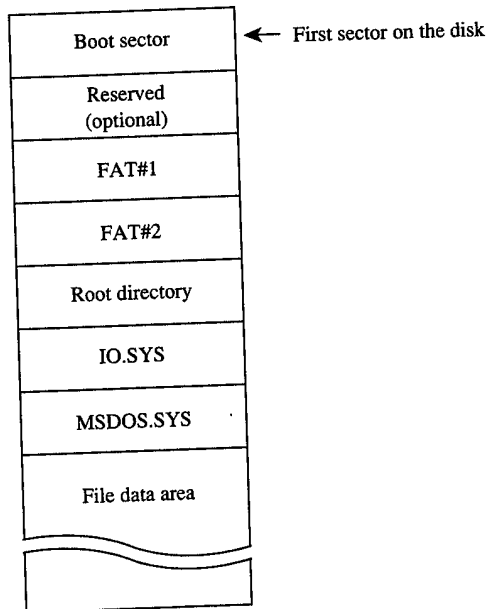 Boot sector
First sector on the disk
Reserved
(optional)
FAT#1
FAT#2
Root directory
IO.SYS
MSDOS.SYS
File data area